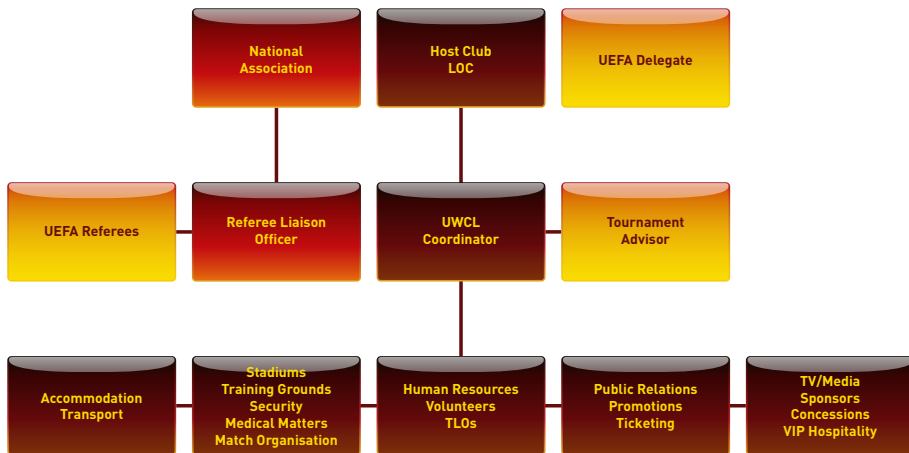 National
Association
Host Club
LOC
UEFA Delegate
UEFA Referees
Referee Liaison
Officer
UWCL
Coordinator
Tournament
Advisor
Accommodation
Transport
Stadiums
Training Grounds
Security
Medical Matters
Match Organisation
Human Resources
Volunteers
TLOs
Public Relations
Promotions
Ticketing
TV/Media
Sponsors
Concessions
VIP Hospitality